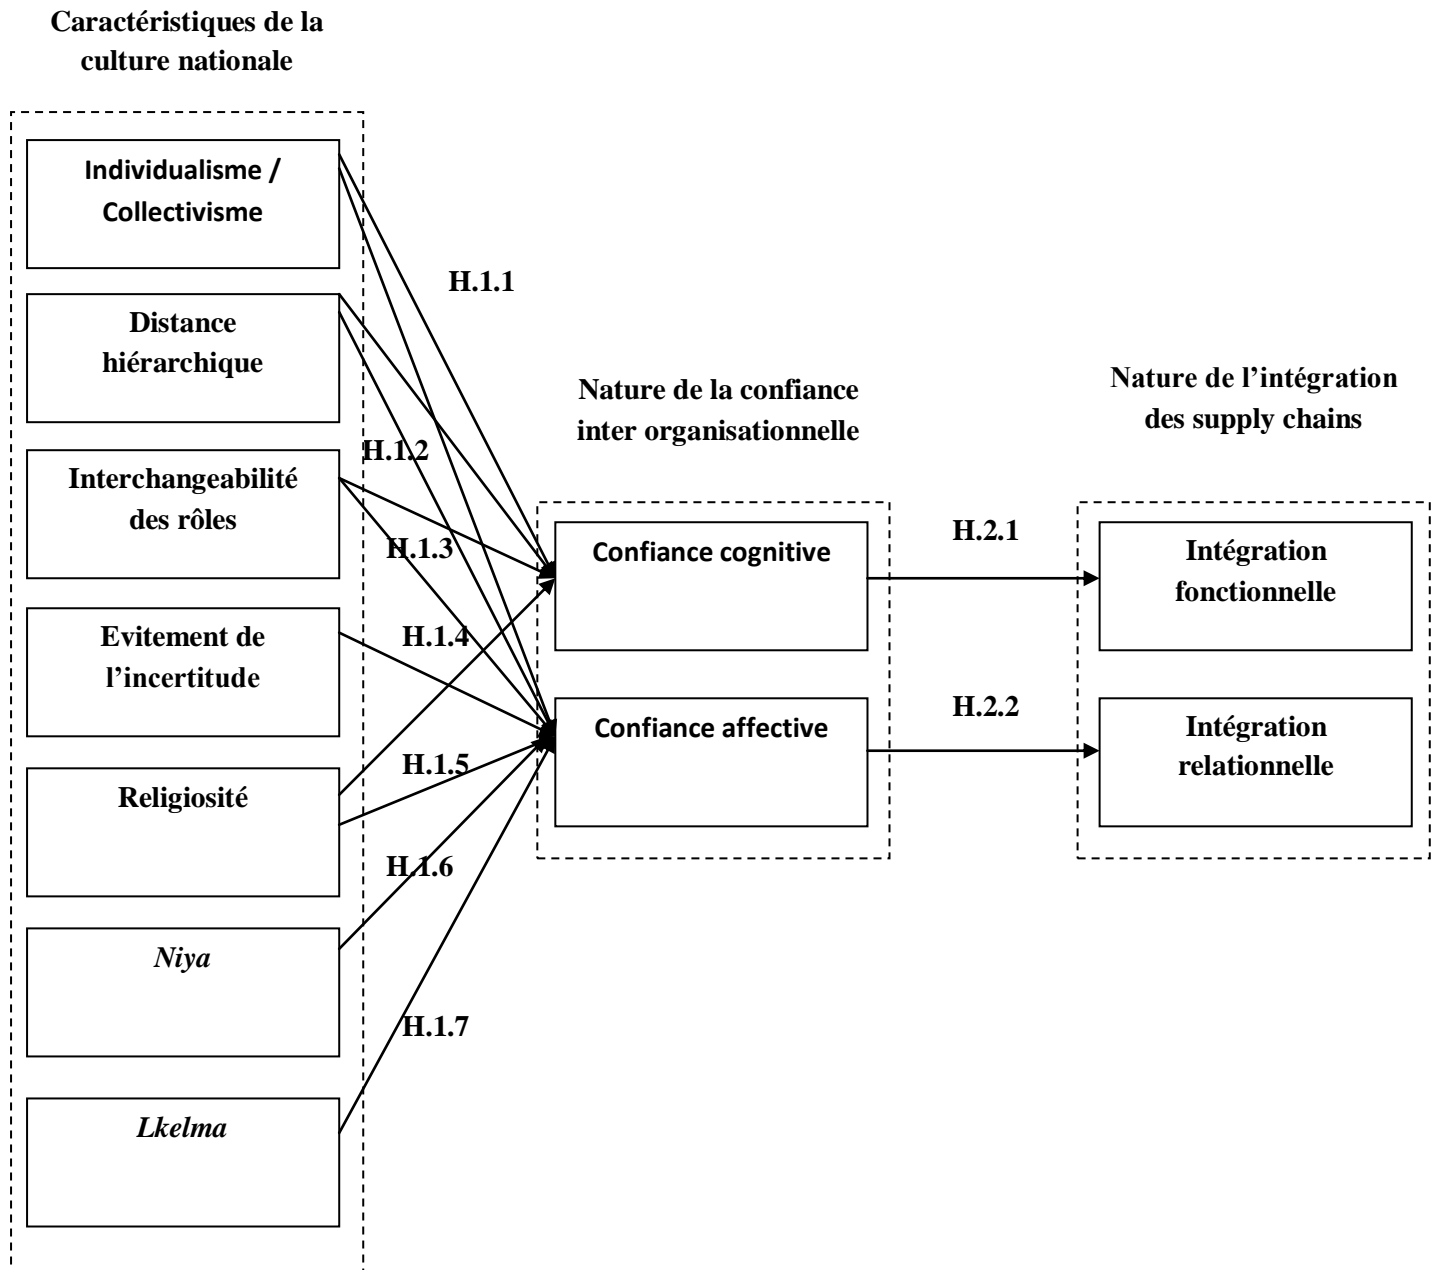 Caractéristiques de la
culture nationale
Individualisme /
Collectivisme
H.1.1
Distance
hiérarchique
Nature de la confiance
inter organisationnelle
Nature de l’intégration
des supply chains
H.1.2
Interchangeabilité
des rôles
H.1.3
Confiance cognitive
H.2.1
Intégration
fonctionnelle
Evitement de
l’incertitude
H.1.4
Confiance affective
H.2.2
Intégration
relationnelle
Religiosité
H.1.5
H.1.6
Niya
H.1.7
Lkelma